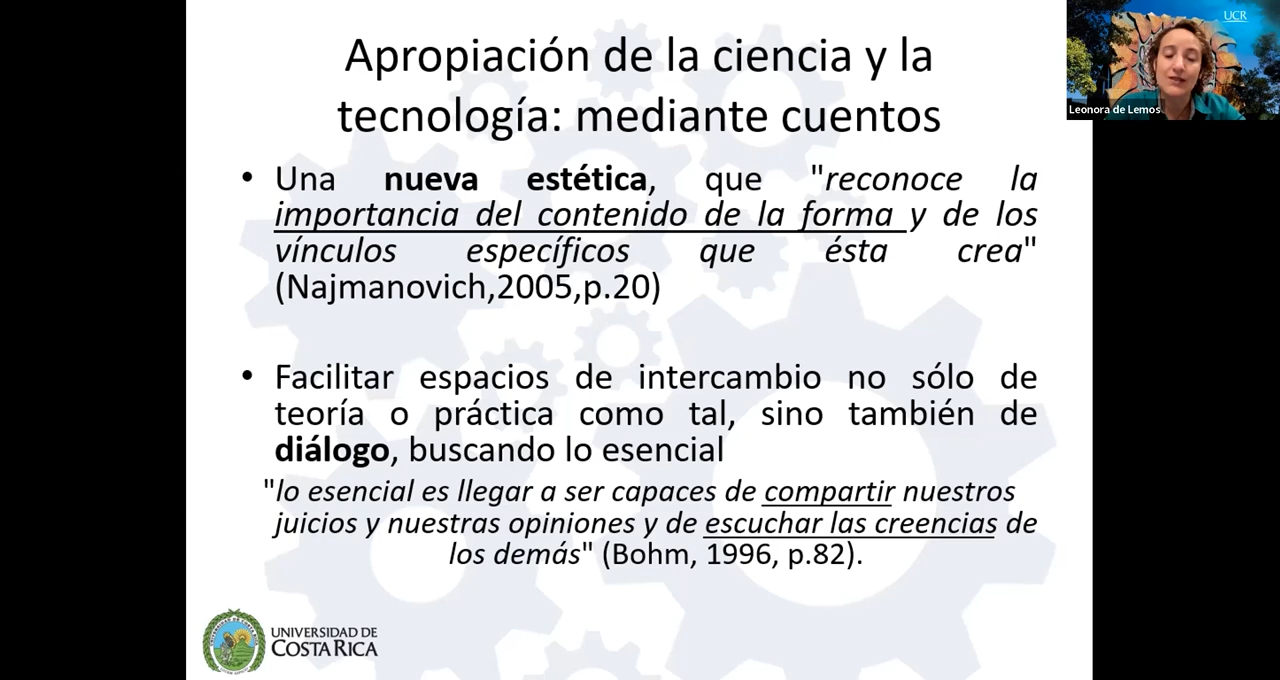 Apropiación de la ciencia y la
tecnología: mediante cuentos
• Una nueva estética, que "reconoce la
importancia del contenido de la forma y de los
vínculos específicos que ésta crea"
(Najmanovich,2005,p.20)
• Facilitar espacios de intercambio no sólo de
teoría o práctica como tal, sino también de
diálogo, buscando lo esencial
"lo esencial es llegar a ser capaces de compartir nuestros
juicios y nuestras opiniones y de escuchar las creencias de
los demás" (Bohm, 1996, p.82).
UNIVERSIDAD DE
COSTA RICA
UCR
Leonora de Lemos